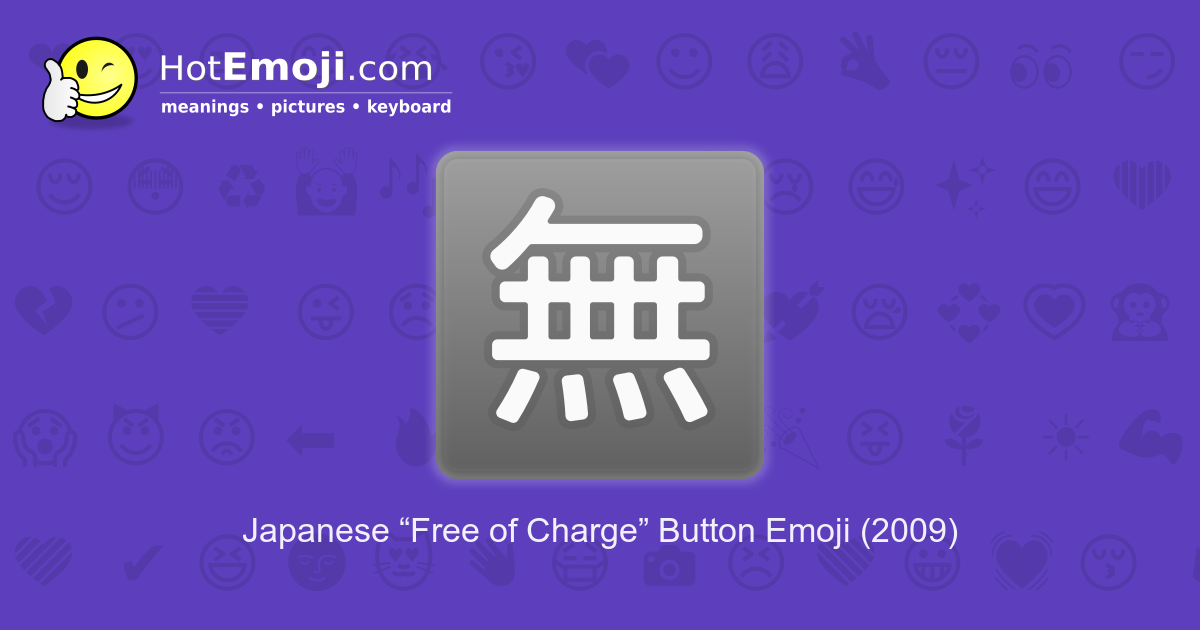 HotEmoji.com
meanings • pictures • keyboard
無
Japanese “Free of Charge” Button Emoji (2009)